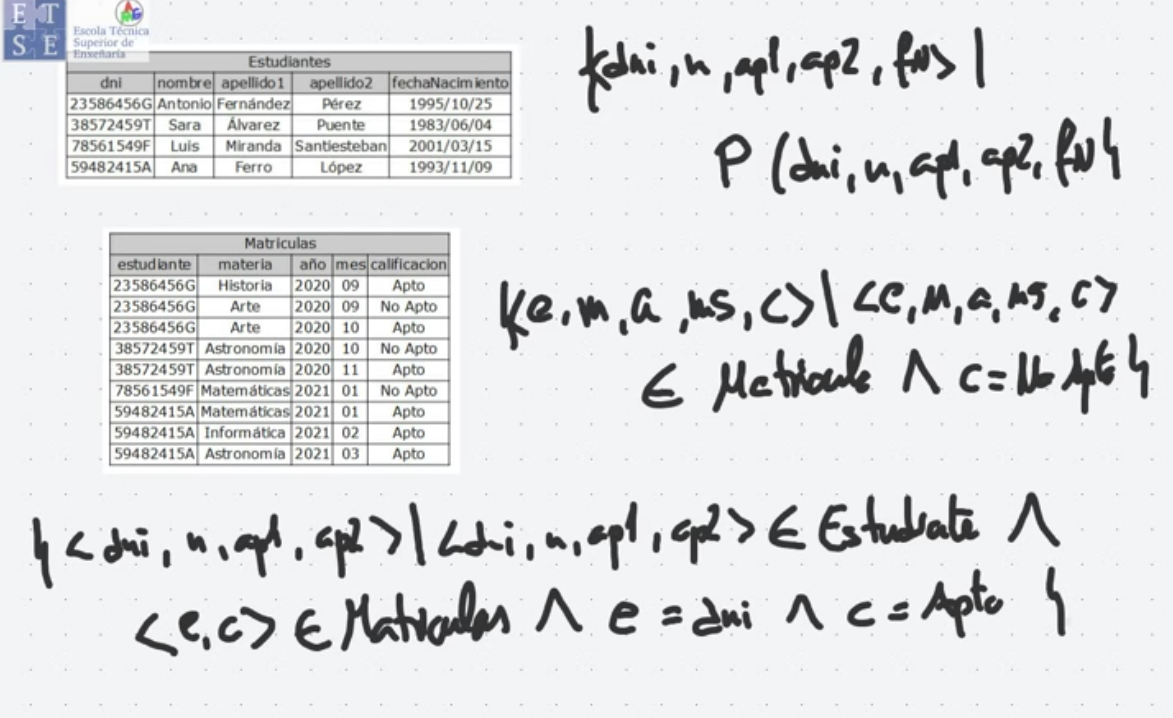 E T
S E
Escola Técnica
Superior de
Enxeñaría
Estudiantes
dni nombre apellido1 apellido2 fechaNacimiento
23586456G Antonio Fernández Pérez 1995/10/25
38572459T Sara Álvarez Puente 1983/06/04
78561549F Luis Miranda Santiesteban 2001/03/15
59482415A Ana Ferro López 1993/11/09
{<dni, n, ap1, ap2, fN> |
P (dni, n, ap1, ap2, fN}
Matriculas
estudiante materia año mes calificacion
23586456G Historia 2020 09 Apto
23586456G Arte 2020 09 No Apto
23586456G Arte 2020 10 Apto
38572459T Astronomía 2020 10 No Apto
38572459T Astronomía 2020 11 Apto
78561549F Matemáticas 2021 01 No Apto
59482415A Matemáticas 2021 01 Apto
59482415A Informática 2021 02 Apto
59482415A Astronomía 2021 03 Apto
{<e, m, a, ms, c> | <e, m, a, ms, c>
∈ Matricula ∧ c = No Apto }
{ < dni, n, ap1, ap2 > | <dni, n, ap1, ap2> ∈ Estudiate ∧
<e, c> ∈ Matriculas ∧ e = dni ∧ c = Apto }